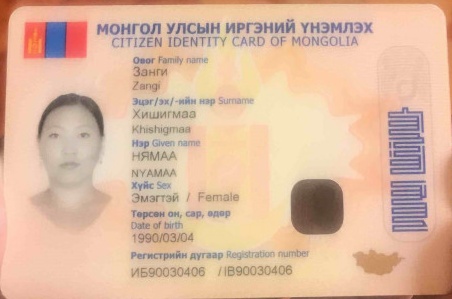 МОНГОЛ УЛСЫН ИРГЭНИЙ ҮНЭМЛЭХ
CITIZEN IDENTITY CARD OF MONGOLIA
Овог Family name
Занги
Zangi
Эцэг/эх/-ийн нэр Surname
Хишигмаа
Khishigmaa
Нэр Given name
НЯМАА
NYAMAA
Хүйс Sex
Эмэгтэй / Female
Төрсөн он, сар, өдөр
Date of birth
1990/03/04
Регистрийн дугаар Registration number
ИБ90030406 / IB90030406